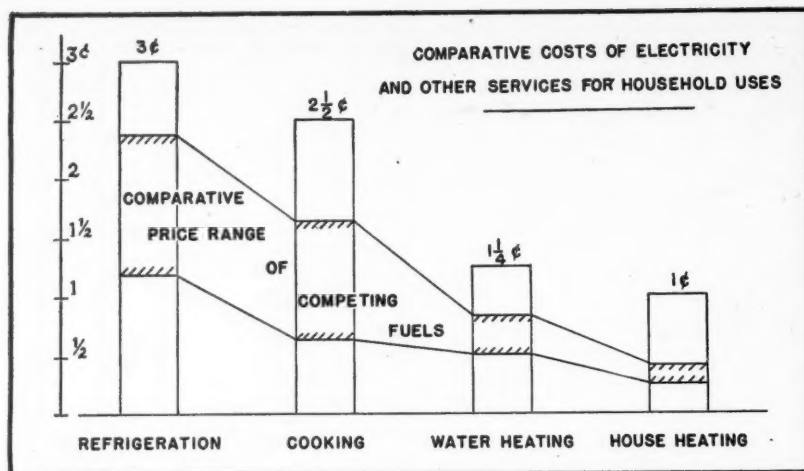 COMPARATIVE COSTS OF ELECTRICITY
AND OTHER SERVICES FOR HOUSEHOLD USES
3¢
2½
2
1½
1
½
3¢
2½ ¢
1¼ ¢
1¢
COMPARATIVE
PRICE RANGE
OF
COMPETING
FUELS
REFRIGERATION COOKING WATER HEATING HOUSE HEATING